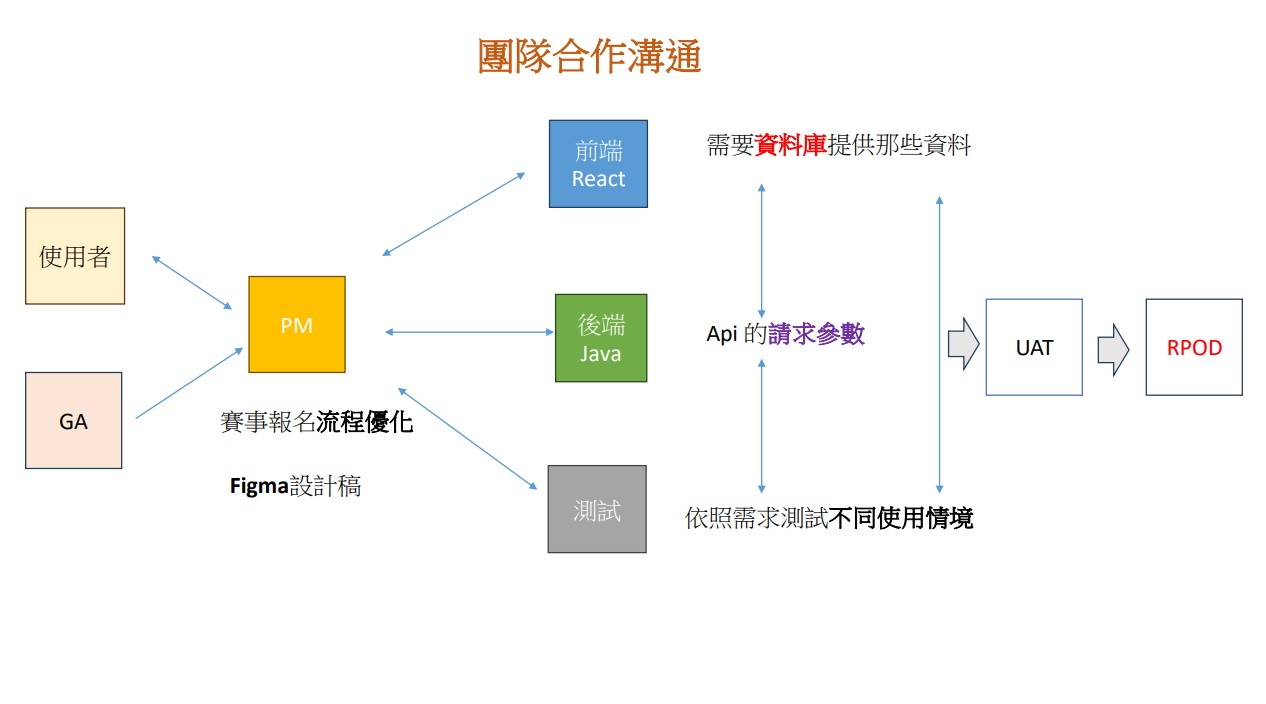 團隊合作溝通
前端
React
需要資料庫提供那些資料
使用者
PM
後端
Java
Api 的請求參數
UAT
RPOD
GA
賽事報名流程優化
Figma設計稿
測試
依照需求測試不同使用情境